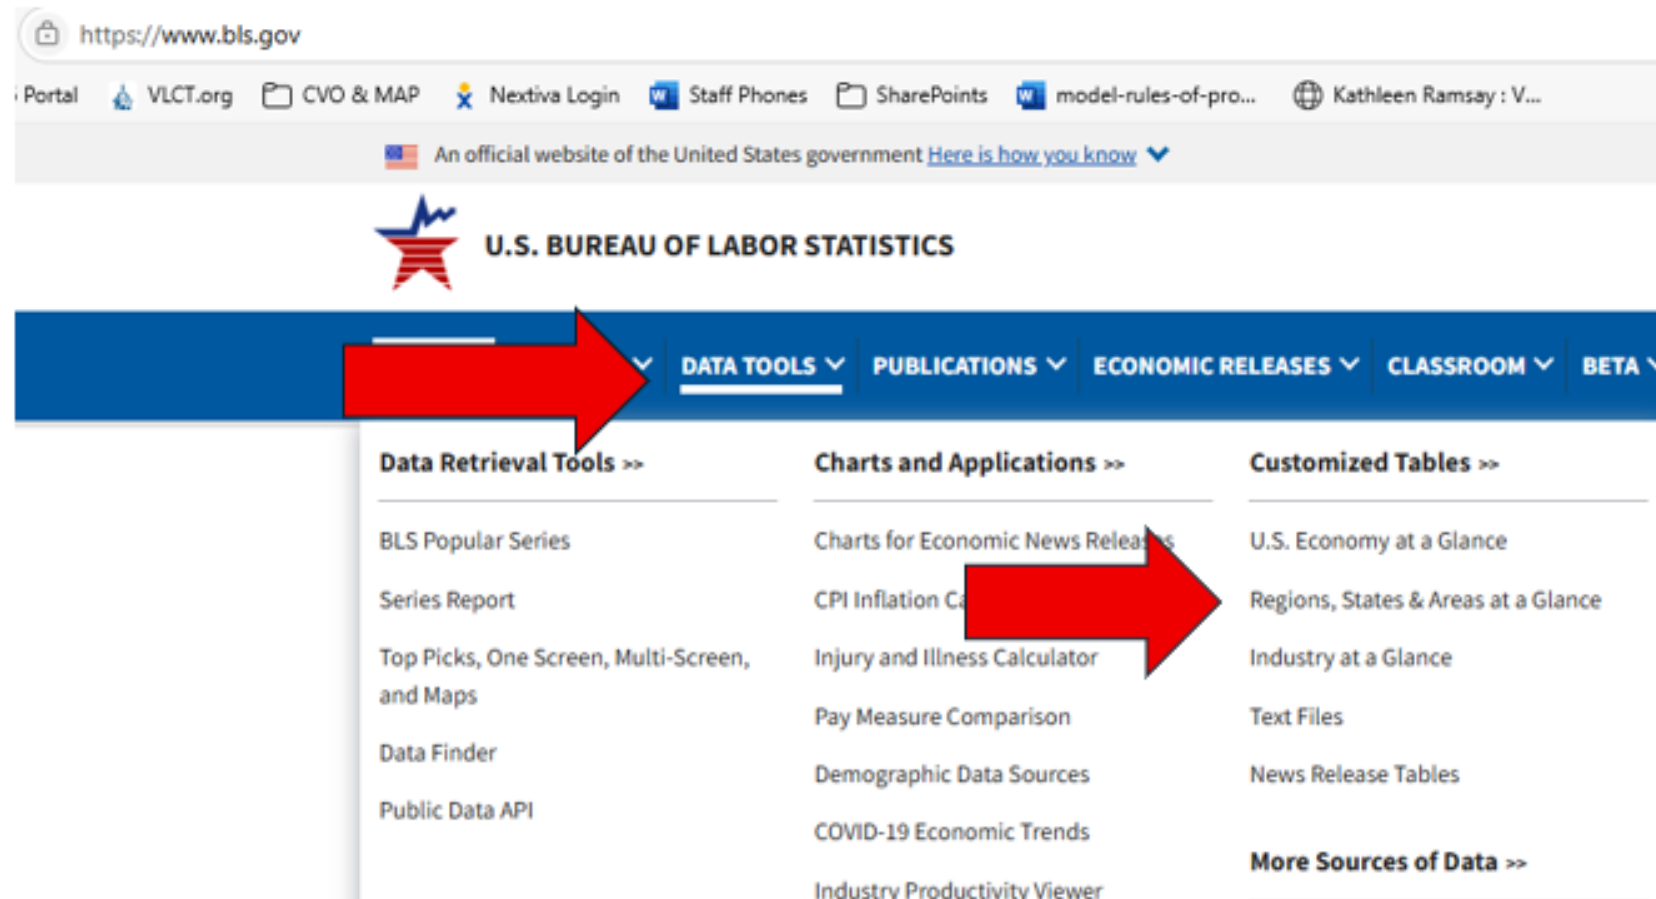 https://www.bls.gov
Portal VLCT.org CVO & MAP Nextiva Login Staff Phones SharePoints model-rules-of-pro... Kathleen Ramsay : V...
An official website of the United States government Here is how you know
U.S. BUREAU OF LABOR STATISTICS
DATA TOOLS PUBLICATIONS ECONOMIC RELEASES CLASSROOM BETA
Data Retrieval Tools >>
BLS Popular Series
Series Report
Top Picks, One Screen, Multi-Screen,
and Maps
Data Finder
Public Data API
Charts and Applications >>
Charts for Economic News Releases
CPI Inflation
Injury and Illness Calculator
Pay Measure Comparison
Demographic Data Sources
COVID-19 Economic Trends
Industry Productivity Viewer
Customized Tables >>
U.S. Economy at a Glance
Regions, States & Areas at a Glance
Industry at a Glance
Text Files
News Release Tables
More Sources of Data >>